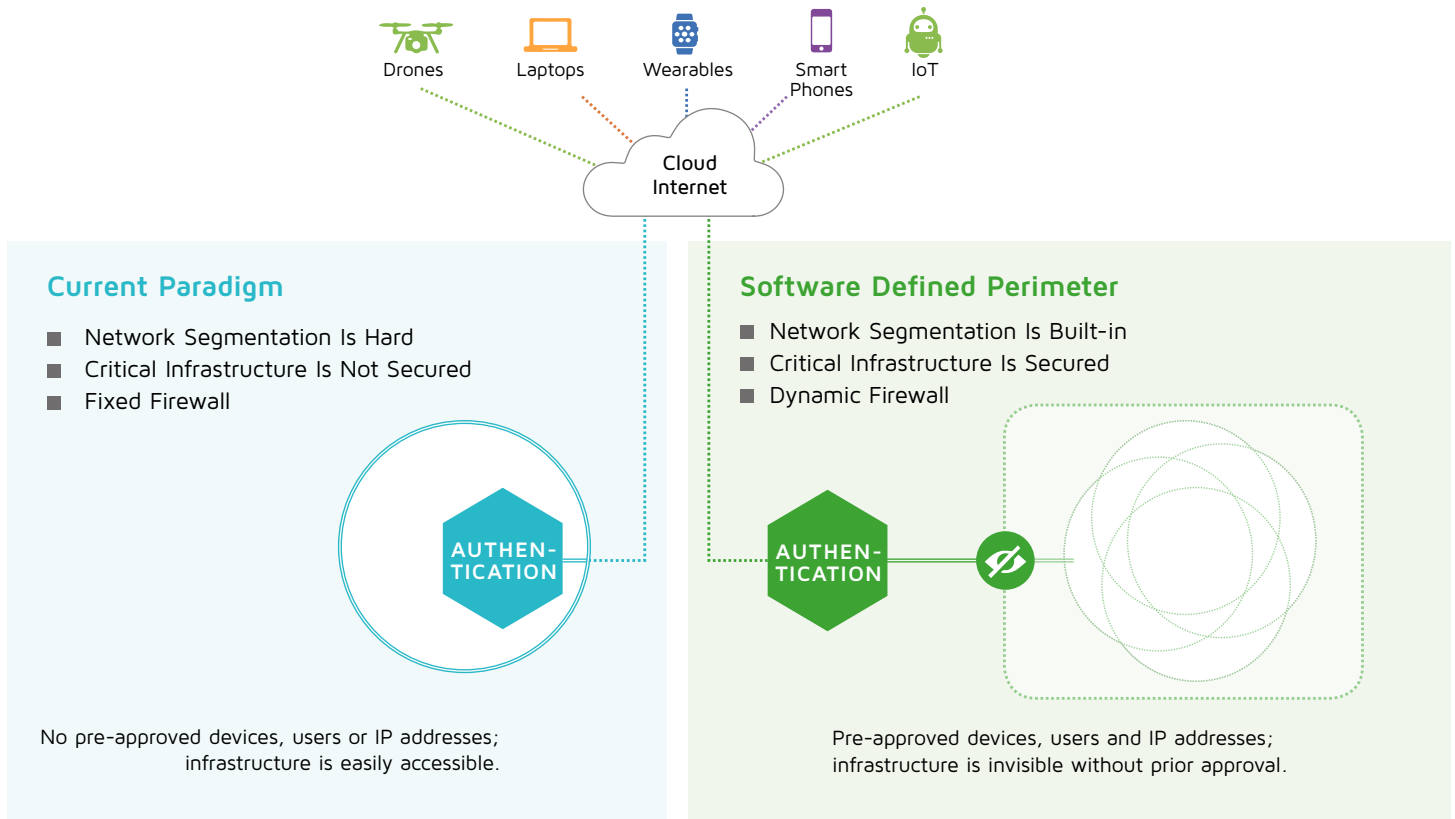 Drones
Laptops
Wearables
Smart
Phones
IoT
Cloud
Internet
Current Paradigm
Network Segmentation Is Hard
Critical Infrastructure Is Not Secured
Fixed Firewall
AUTHEN-
TICATION
No pre-approved devices, users or IP addresses;
infrastructure is easily accessible.
Software Defined Perimeter
Network Segmentation Is Built-in
Critical Infrastructure Is Secured
Dynamic Firewall
AUTHEN-
TICATION
Pre-approved devices, users and IP addresses;
infrastructure is invisible without prior approval.